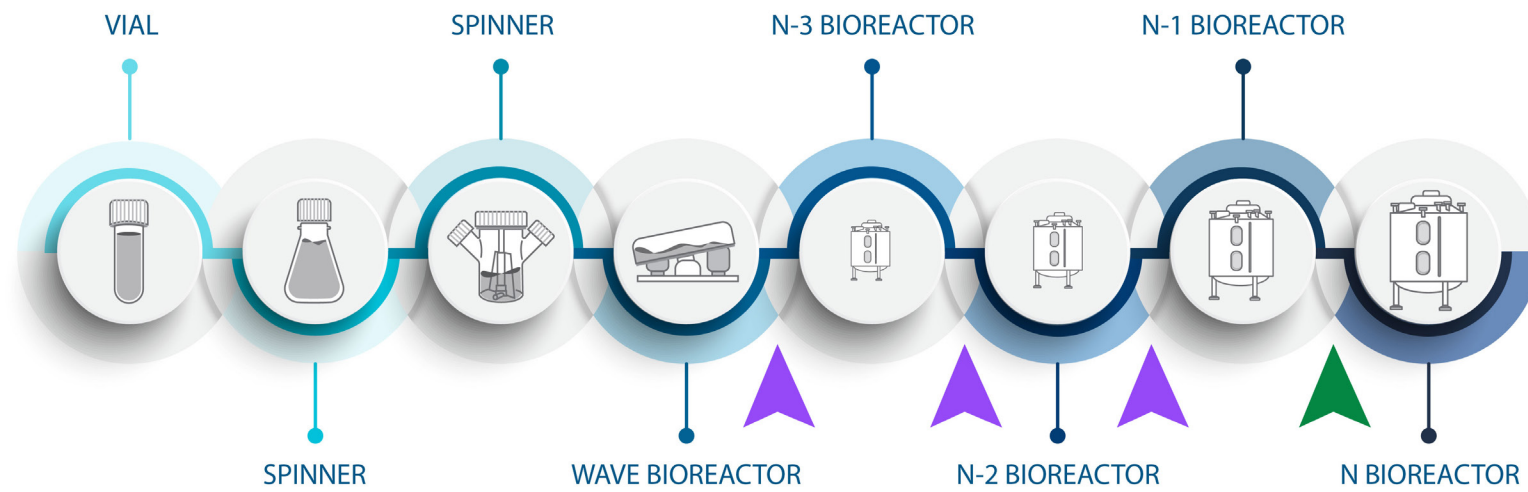 VIAL
SPINNER
N-3 BIOREACTOR
N-1 BIOREACTOR
SPINNER
WAVE BIOREACTOR
N-2 BIOREACTOR
N BIOREACTOR